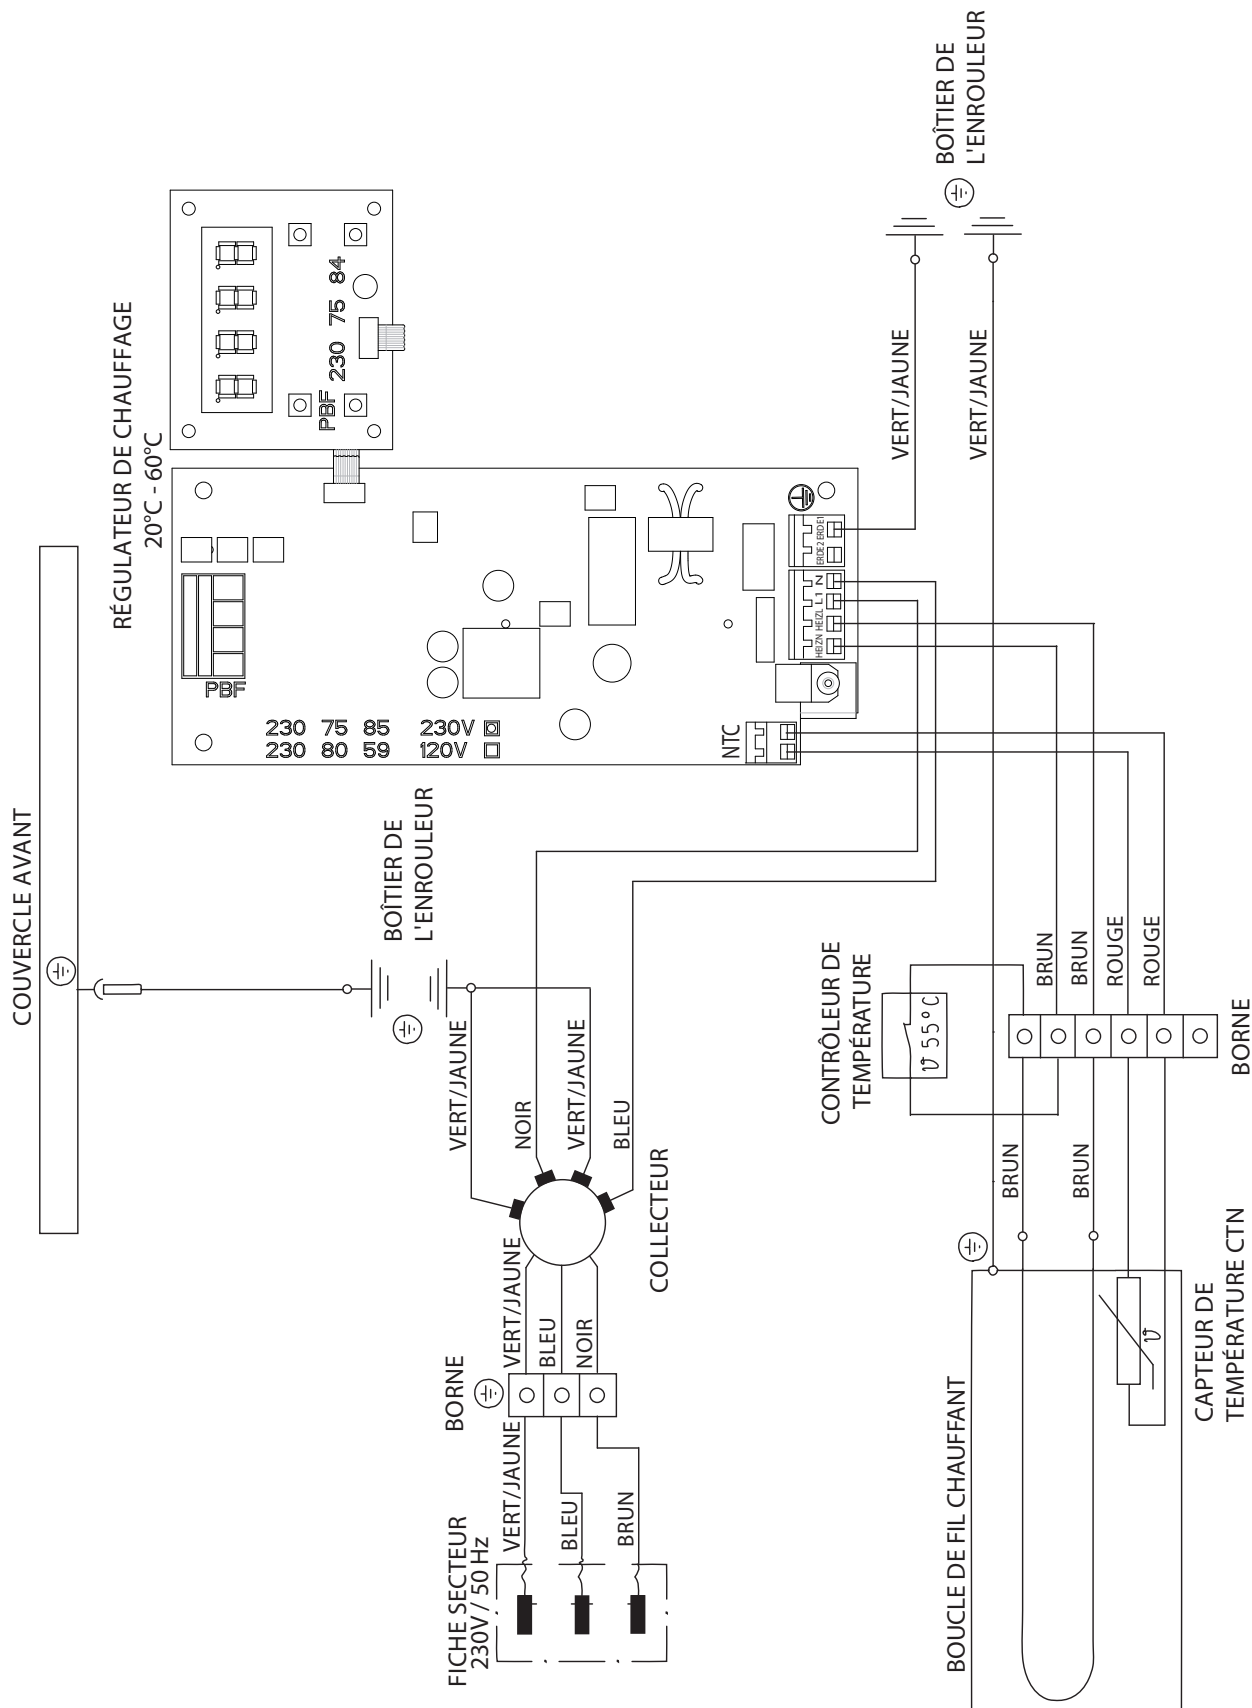 COUVERCLE AVANT
RÉGULATEUR DE CHAUFFAGE
20°C - 60°C
PBF
230 75 84
PBF
230 75 85 230V
230 80 59 120V
NTC
HEIZN
HEIZL
L1
N
ERDE2
ERDE1
BOÎTIER DE
L'ENROULEUR
VERT/JAUNE
VERT/JAUNE
BOÎTIER DE
L'ENROULEUR
VERT/JAUNE
NOIR
VERT/JAUNE
BLEU
COLLECTEUR
VERT/JAUNE
BLEU
NOIR
BORNE
VERT/JAUNE
BLEU
BRUN
FICHE SECTEUR
230V / 50 Hz
CONTRÔLEUR DE
TEMPÉRATURE
ϑ 55°C
BRUN
BRUN
ROUGE
ROUGE
BORNE
BRUN
BRUN
ϑ
CAPTEUR DE
TEMPÉRATURE CTN
BOUCLE DE FIL CHAUFFANT